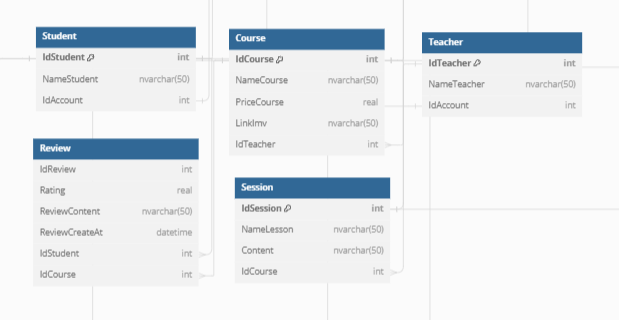 Student
IdStudent int
NameStudent nvarchar(50)
IdAccount int
Course
IdCourse int
NameCourse nvarchar(50)
PriceCourse real
LinkImv nvarchar(50)
IdTeacher int
Teacher
IdTeacher int
NameTeacher nvarchar(50)
IdAccount int
Review
IdReview int
Rating real
ReviewContent nvarchar(50)
ReviewCreateAt datetime
IdStudent int
IdCourse int
Session
IdSession int
NameLesson nvarchar(50)
Content nvarchar(50)
IdCourse int